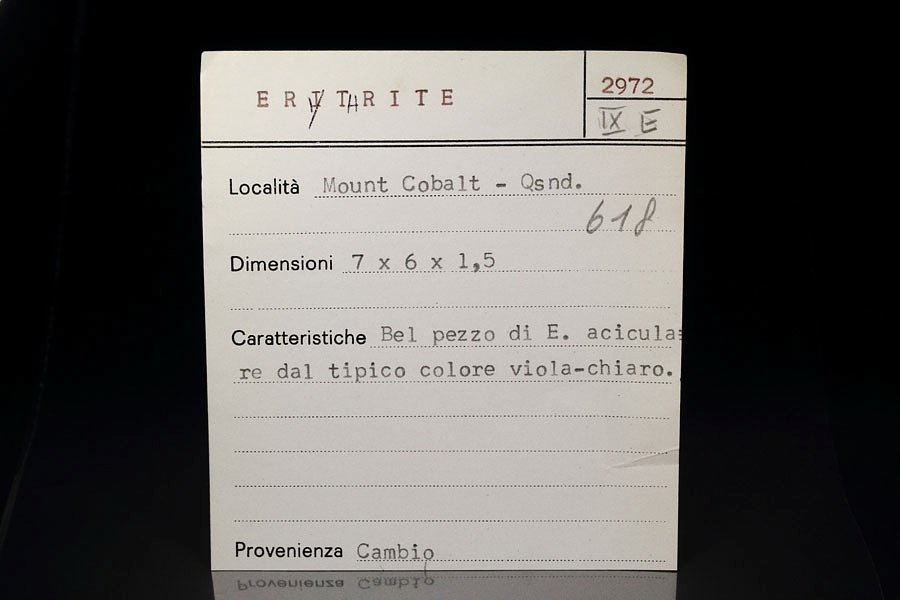 ERYTHRITE
2972
IX E
Località Mount Cobalt - Qsnd.
618
Dimensioni 7 x 6 x 1,5
Caratteristiche Bel pezzo di E. acicula=
re dal tipico colore viola-chiaro.
Provenienza Cambio